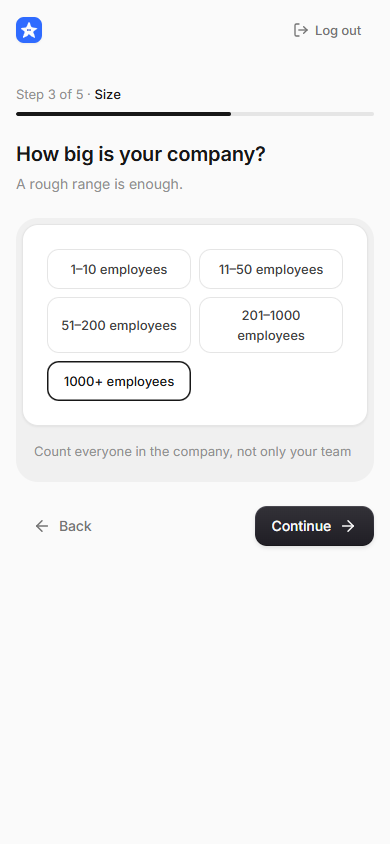 Log out
Step 3 of 5 · Size
How big is your company?
A rough range is enough.
1–10 employees
11–50 employees
51–200 employees
201–1000
employees
1000+ employees
Count everyone in the company, not only your team
Back
Continue